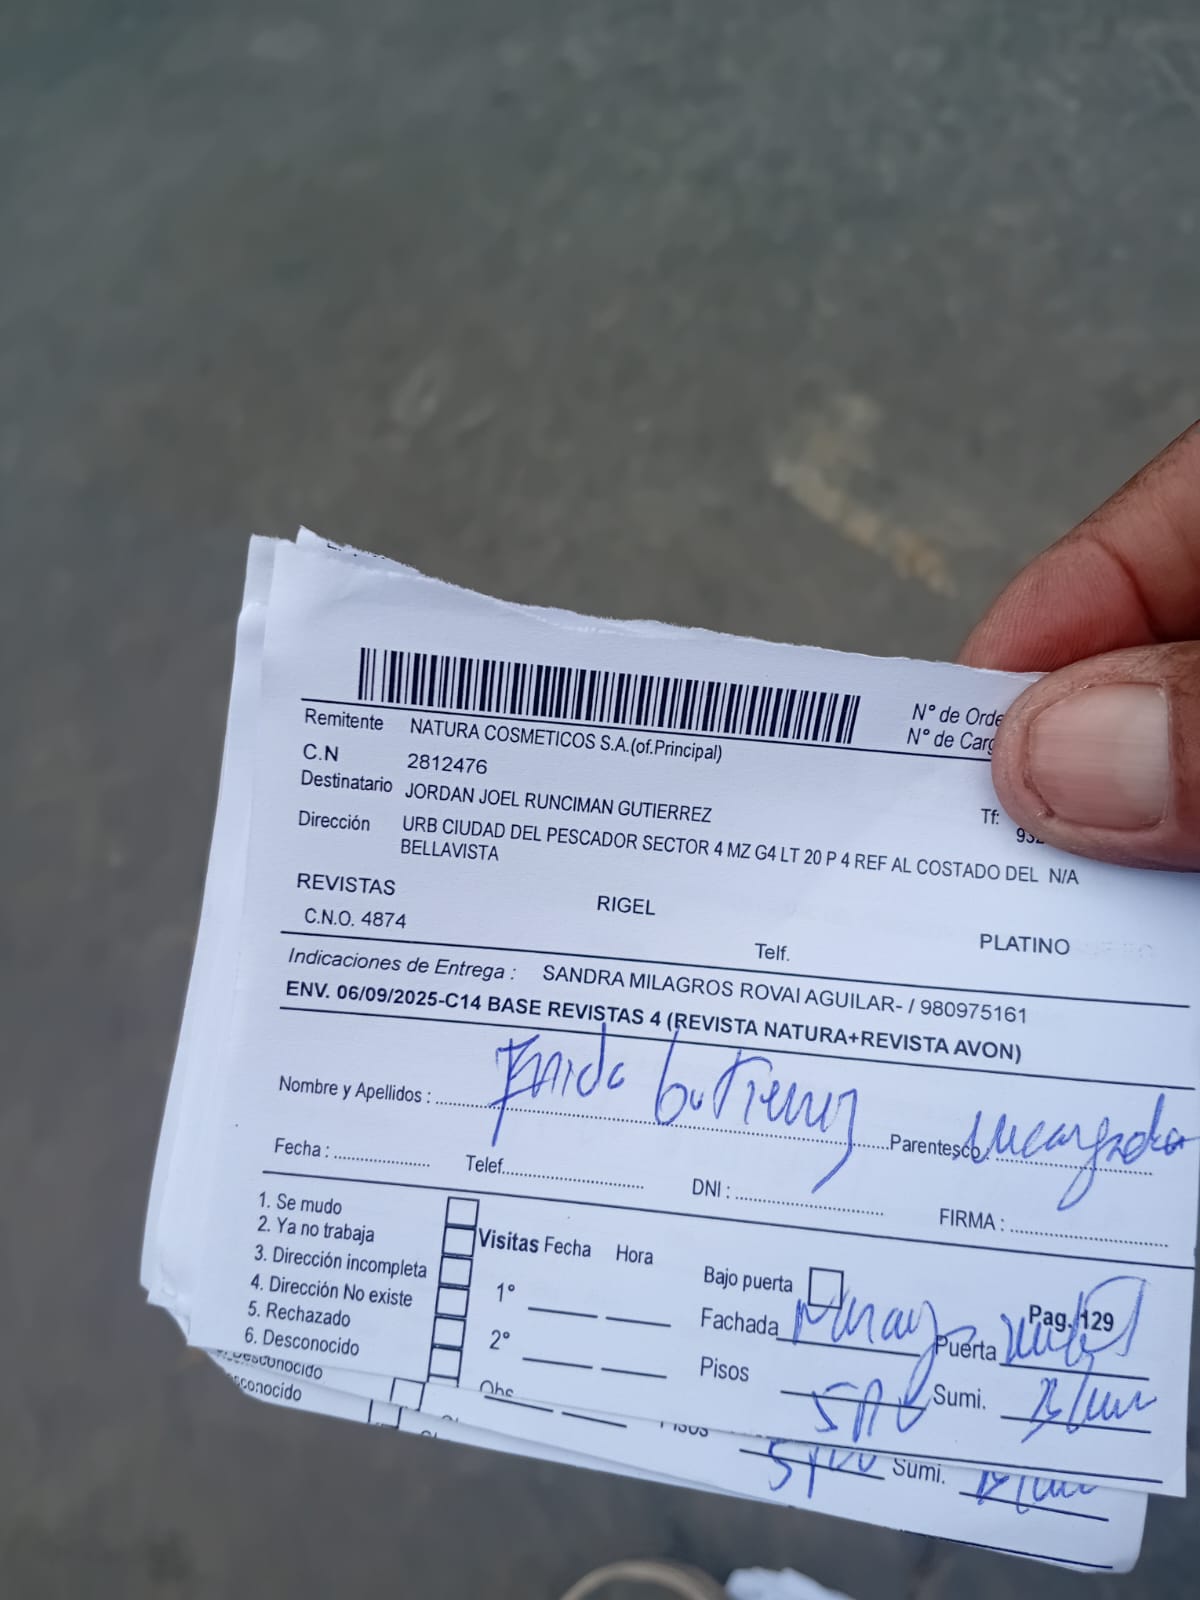 N° de Orde
N° de Carg
Remitente NATURA COSMETICOS S.A.(of.Principal)
C.N 2812476
Destinatario JORDAN JOEL RUNCIMAN GUTIERREZ
Tf:
Dirección URB CIUDAD DEL PESCADOR SECTOR 4 MZ G4 LT 20 P 4 REF AL COSTADO DEL N/A
BELLAVISTA
REVISTAS RIGEL PLATINO
C.N.O. 4874 Telf.
Indicaciones de Entrega : SANDRA MILAGROS ROVAI AGUILAR- / 980975161
ENV. 06/09/2025-C14 BASE REVISTAS 4 (REVISTA NATURA+REVISTA AVON)
Nombre y Apellidos : Gutierrez Parentesco
Fecha : Telef. DNI : FIRMA :
1. Se mudo
2. Ya no trabaja
3. Dirección incompleta
4. Dirección No existe
5. Rechazado
6. Desconocido
Visitas Fecha Hora
1°
2°
Obs
Bajo puerta
Pag. 129
Fachada Puerta
Pisos Sumi.
Desconocido
sconocido
Pisos Sumi.